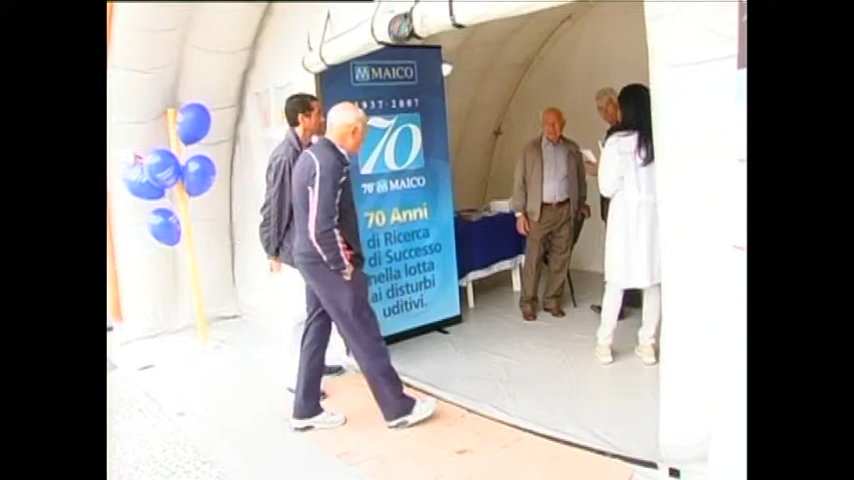 MAICO
1937-2007
70
70° MAICO
70 Anni
di Ricerca
di Successo
nella lotta
ai disturbi
uditivi.